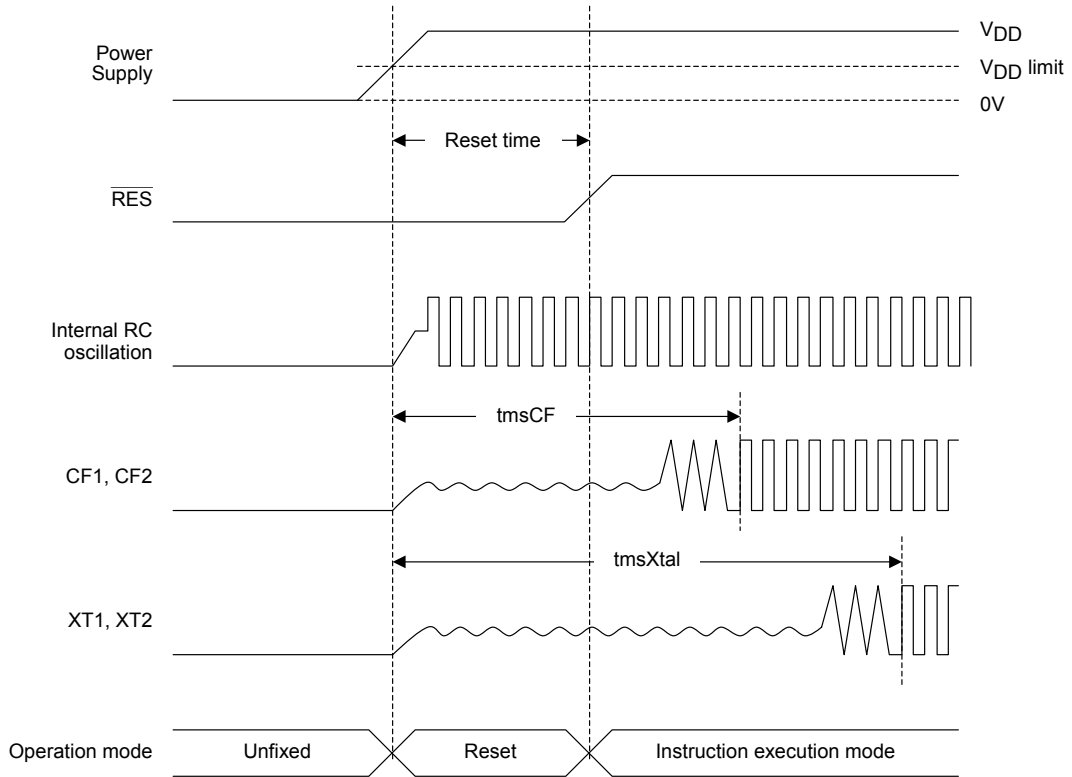 Power
Supply
VDD
VDD limit
0V
Reset time
RES
Internal RC
oscillation
tmsCF
CF1, CF2
tmsXtal
XT1, XT2
Operation mode
Unfixed
Reset
Instruction execution mode